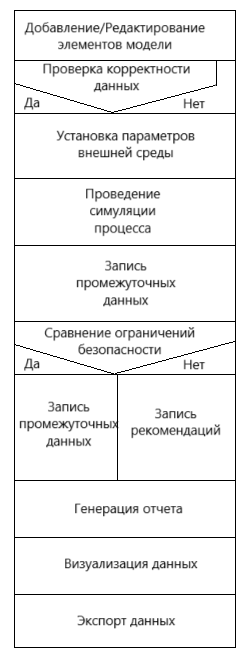 Добавление/Редактирование
элементов модели
Проверка корректности
данных
Да
Нет
Установка параметров
внешней среды
Проведение
симуляции
процесса
Запись
промежуточных
данных
Сравнение ограничений
безопасности
Да
Нет
Запись
промежуточных
данных
Запись
рекомендаций
Генерация отчета
Визуализация данных
Экспорт данных